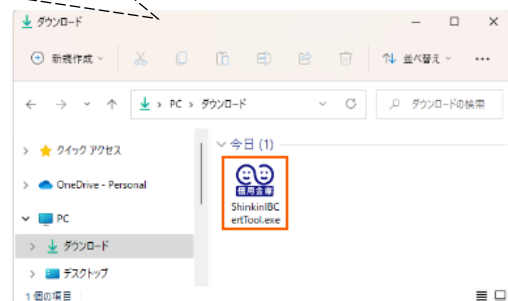 ダウンロード
新規作成
並べ替え
PC > ダウンロード
ダウンロードの検索
クイック アクセス
OneDrive - Personal
PC
ダウンロード
デスクトップ
1 個の項目
今日 (1)
信用金庫
ShinkinIBC
ertTool.exe